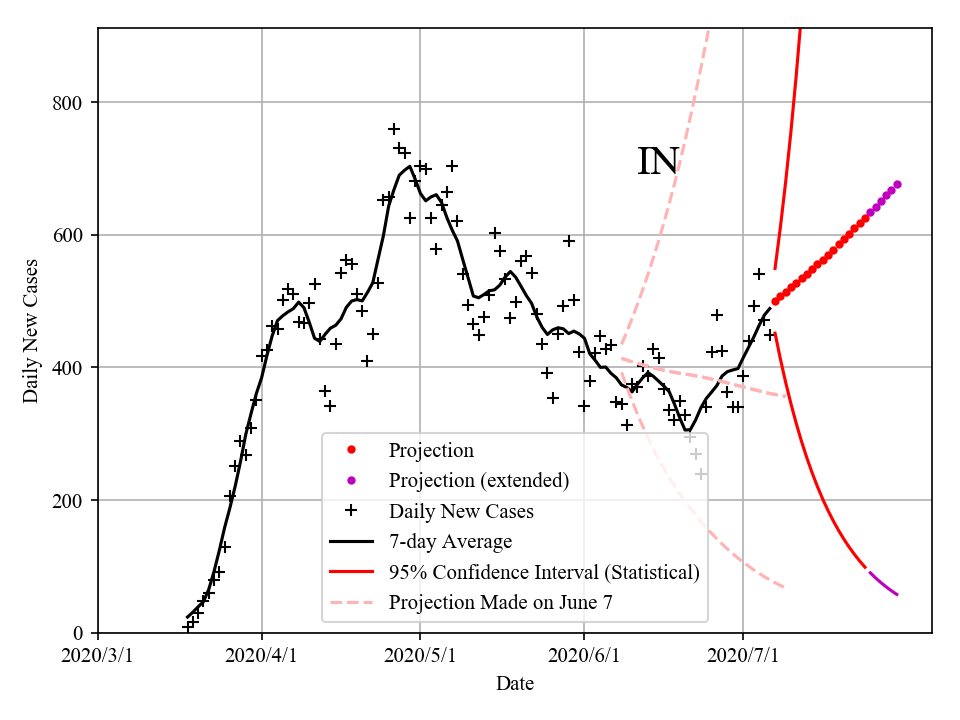 IN
Daily New Cases
800
600
400
200
0
Projection
Projection (extended)
Daily New Cases
7-day Average
95% Confidence Interval (Statistical)
Projection Made on June 7
2020/3/1 2020/4/1 2020/5/1 2020/6/1 2020/7/1
Date